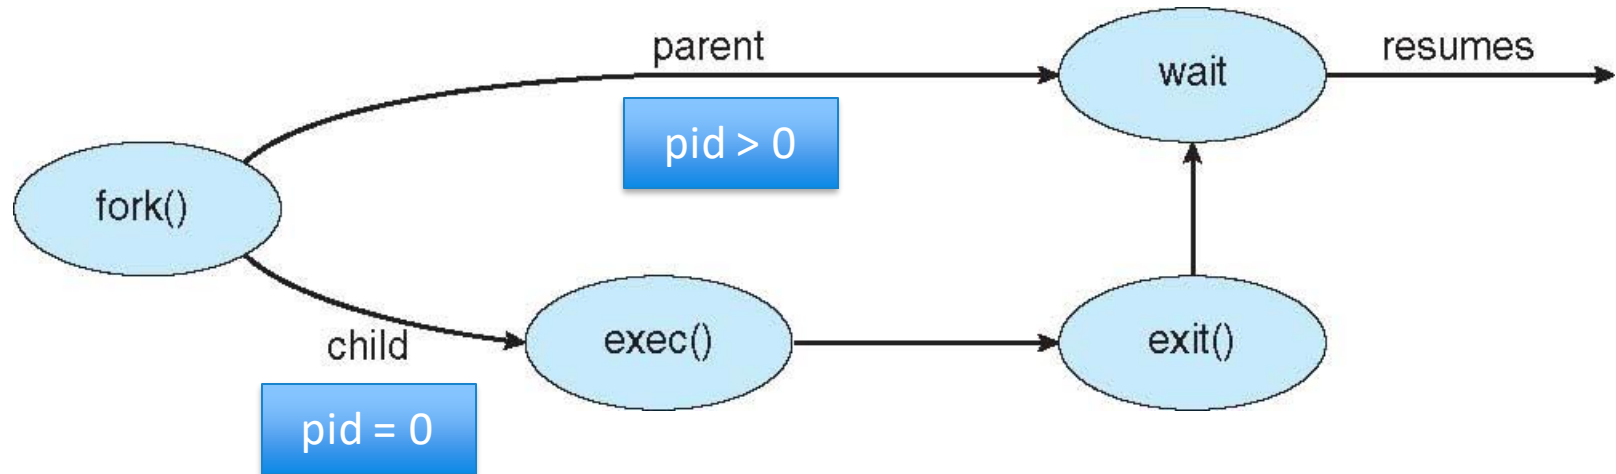 parent
wait
resumes
pid > 0
fork()
child
exec()
exit()
pid = 0